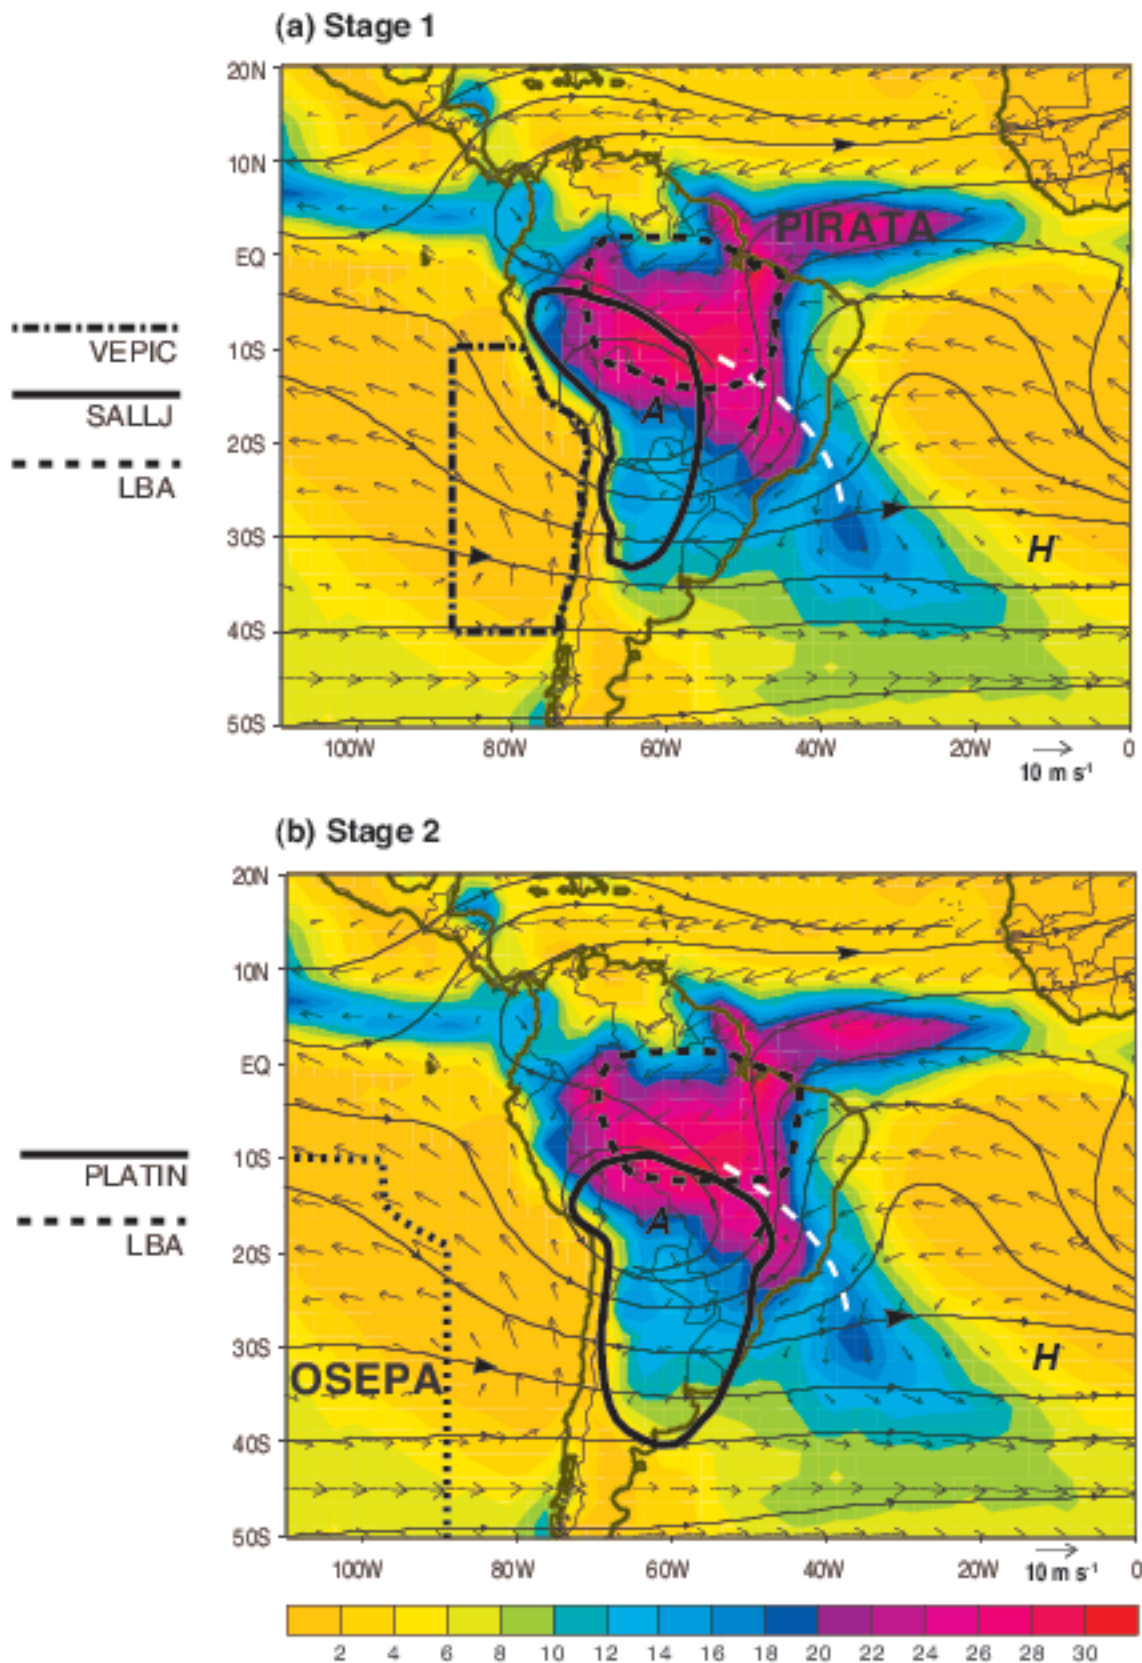 (a) Stage 1
20N
10N
EQ
10S
20S
30S
40S
50S
PIRATA
A
H
VEPIC
SALLJ
LBA
100W 80W 60W 40W 20W 0
10 m s⁻¹
(b) Stage 2
20N
10N
EQ
10S
20S
30S
40S
50S
A
H
OSEPA
PLATIN
LBA
100W 80W 60W 40W 20W 0
10 m s⁻¹
2 4 6 8 10 12 14 16 18 20 22 24 26 28 30